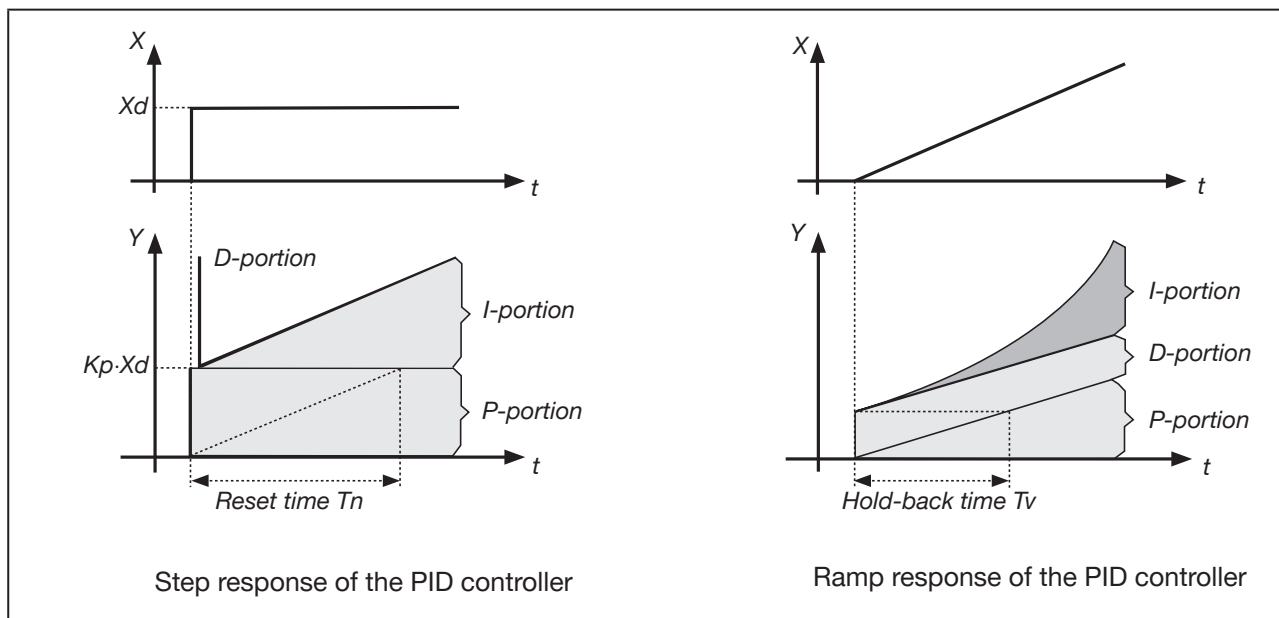 X
Xd
t
Y
D-portion
I-portion
Kp·Xd
P-portion
t
Reset time Tn
Step response of the PID controller
X
t
Y
I-portion
D-portion
P-portion
t
Hold-back time Tv
Ramp response of the PID controller